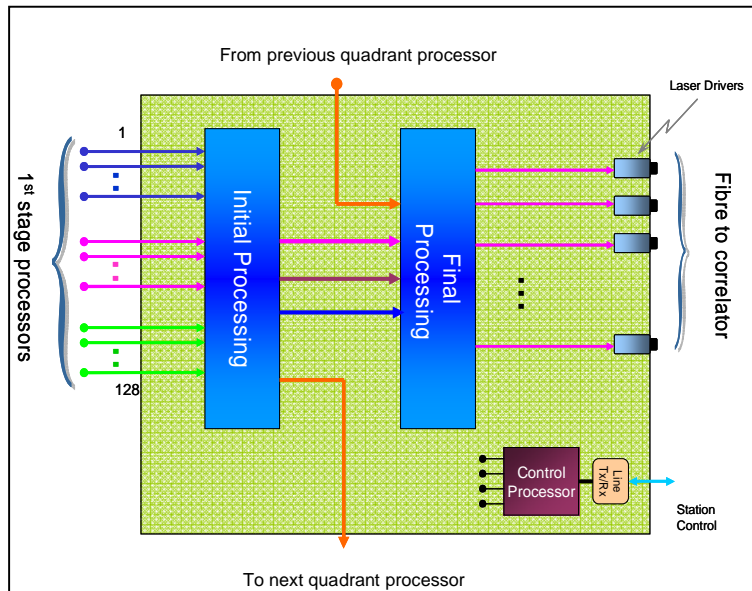 From previous quadrant processor
Laser Drivers
1
1st stage processors
Initial Processing
Final
Processing
Fibre to correlator
128
Control
Processor
Line
Tx/Rx
Station
Control
To next quadrant processor